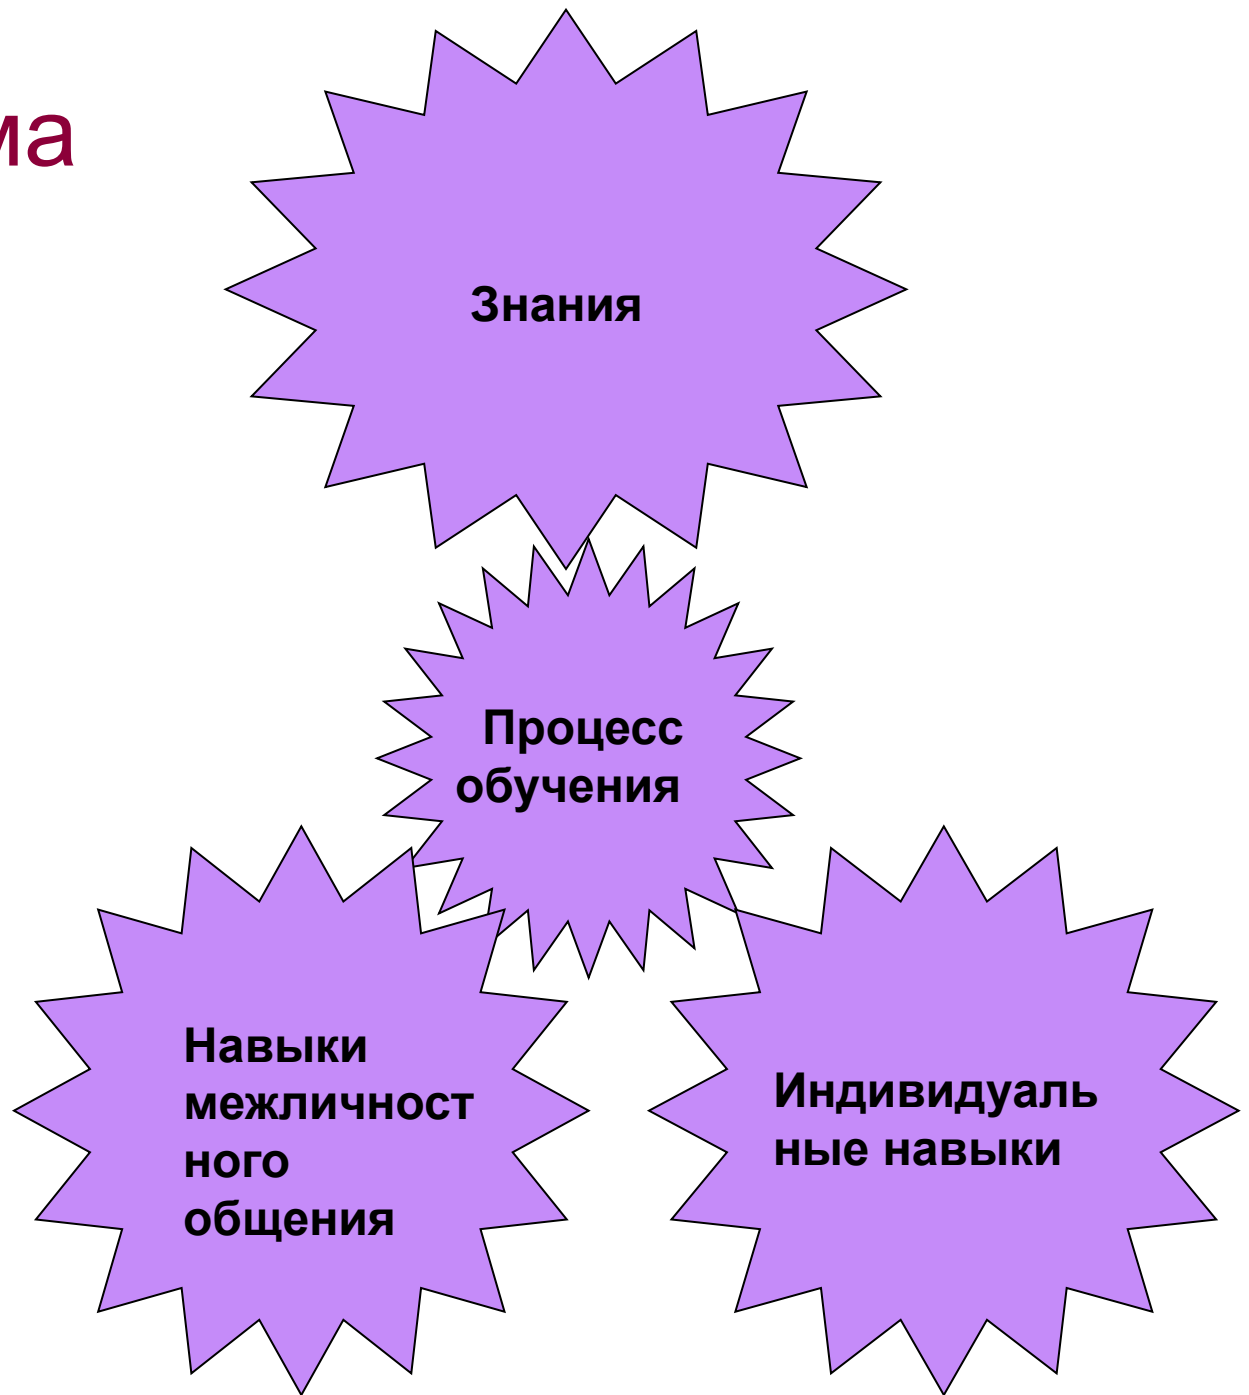 ма
Знания
Процесс
обучения
Навыки
межличност
ного
общения
Индивидуаль
ные навыки